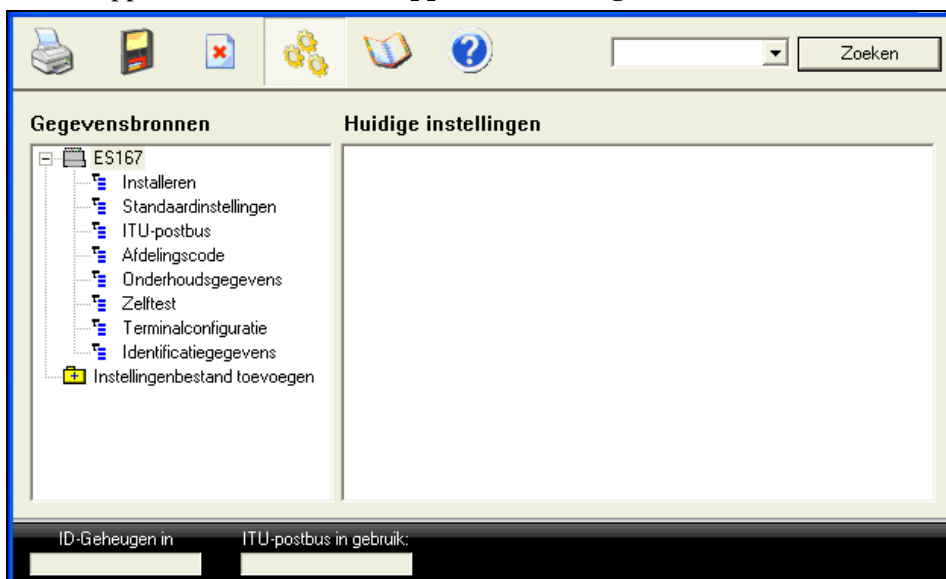 Zoeken
Gegevensbronnen
Huidige instellingen
ES167
Installeren
Standaardinstellingen
ITU-postbus
Afdelingscode
Onderhoudsgegevens
Zelftest
Terminalconfiguratie
Identificatiegegevens
Instellingenbestand toevoegen
ID-Geheugen in
ITU-postbus in gebruik: